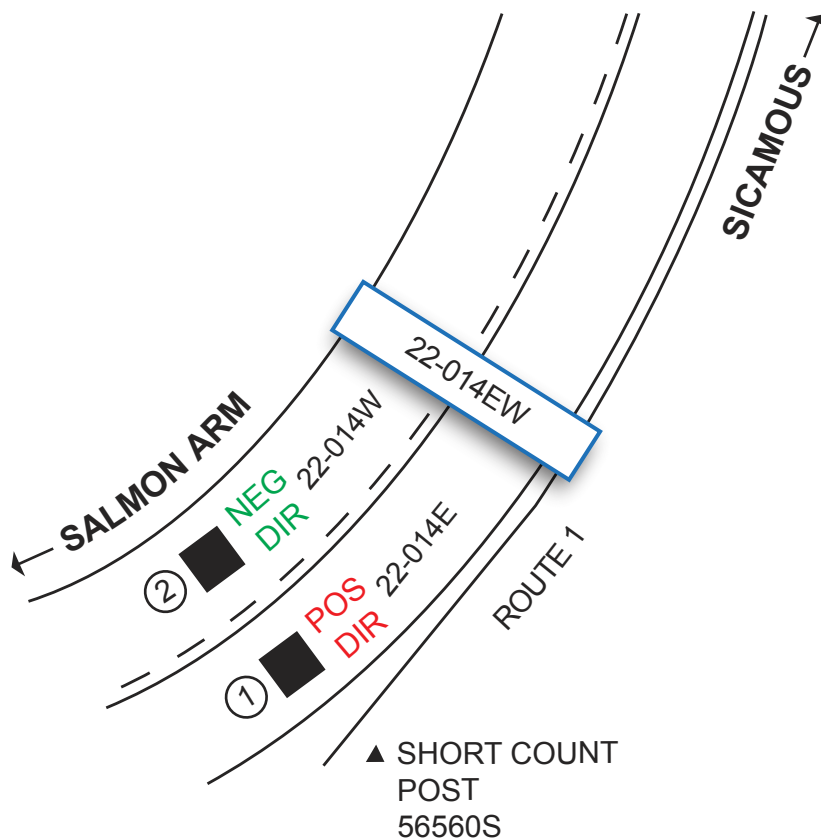 SICAMOUS
22-014EW
SALMON ARM
NEG
DIR
22-014W
2
POS
DIR
22-014E
1
ROUTE 1
SHORT COUNT
POST
56560S